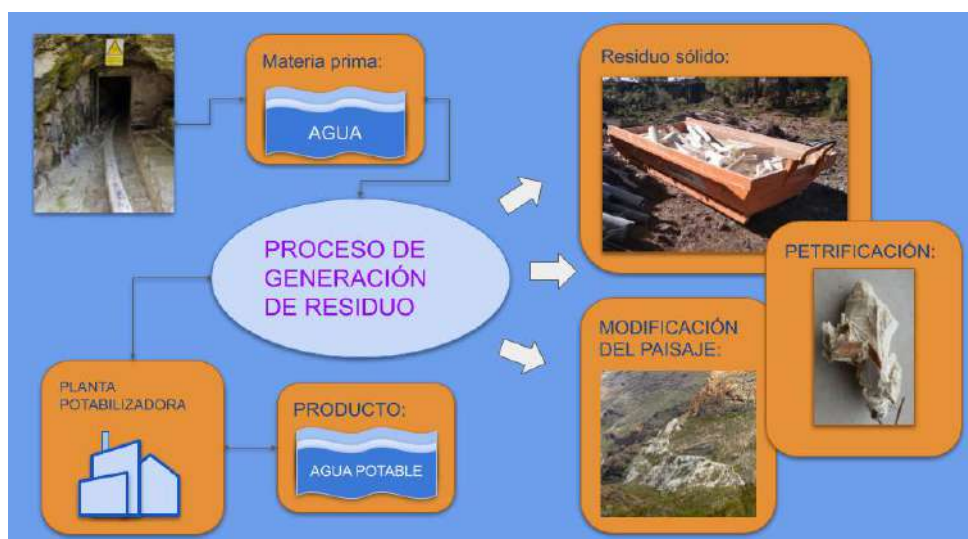 Materia prima:
AGUA
Residuo sólido:
PROCESO DE
GENERACIÓN
DE RESIDUO
PETRIFICACIÓN:
MODIFICACIÓN
DEL PAISAJE:
PLANTA
POTABILIZADORA
PRODUCTO:
AGUA POTABLE